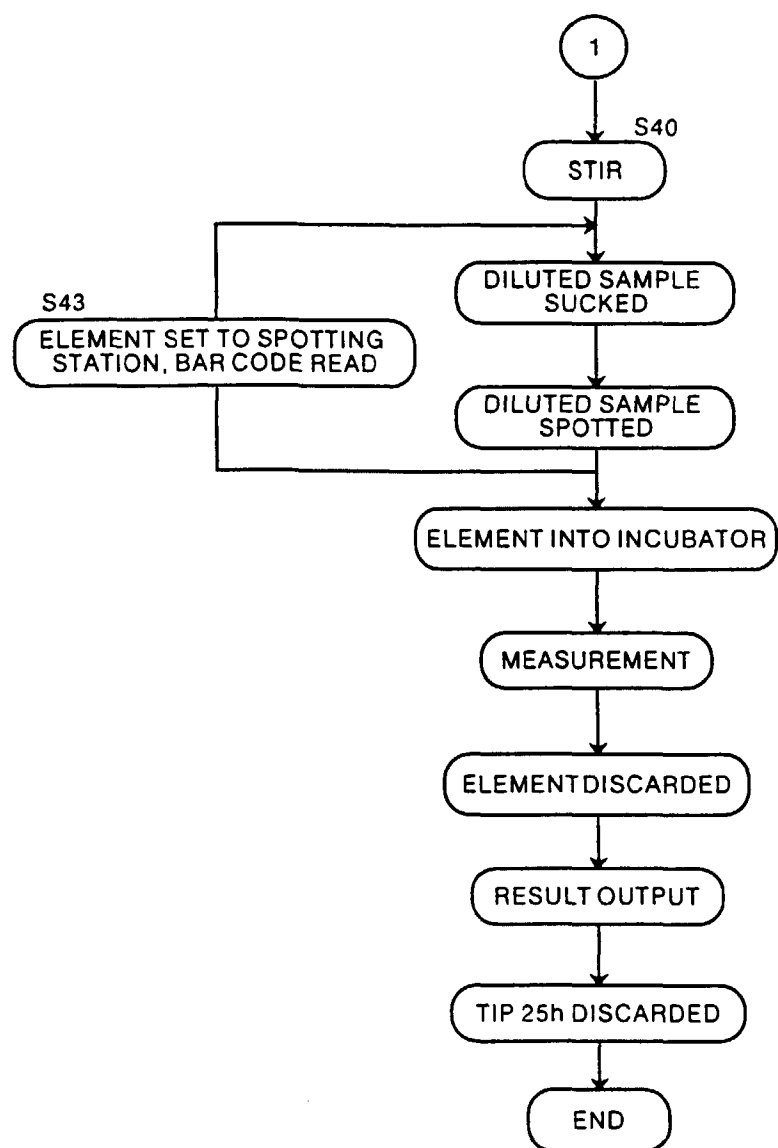 1
S40
STIR
DILUTED SAMPLE
SUCKED
S43
ELEMENT SET TO SPOTTING
STATION, BAR CODE READ
DILUTED SAMPLE
SPOTTED
ELEMENT INTO INCUBATOR
MEASUREMENT
ELEMENT DISCARDED
RESULT OUTPUT
TIP 25h DISCARDED
END